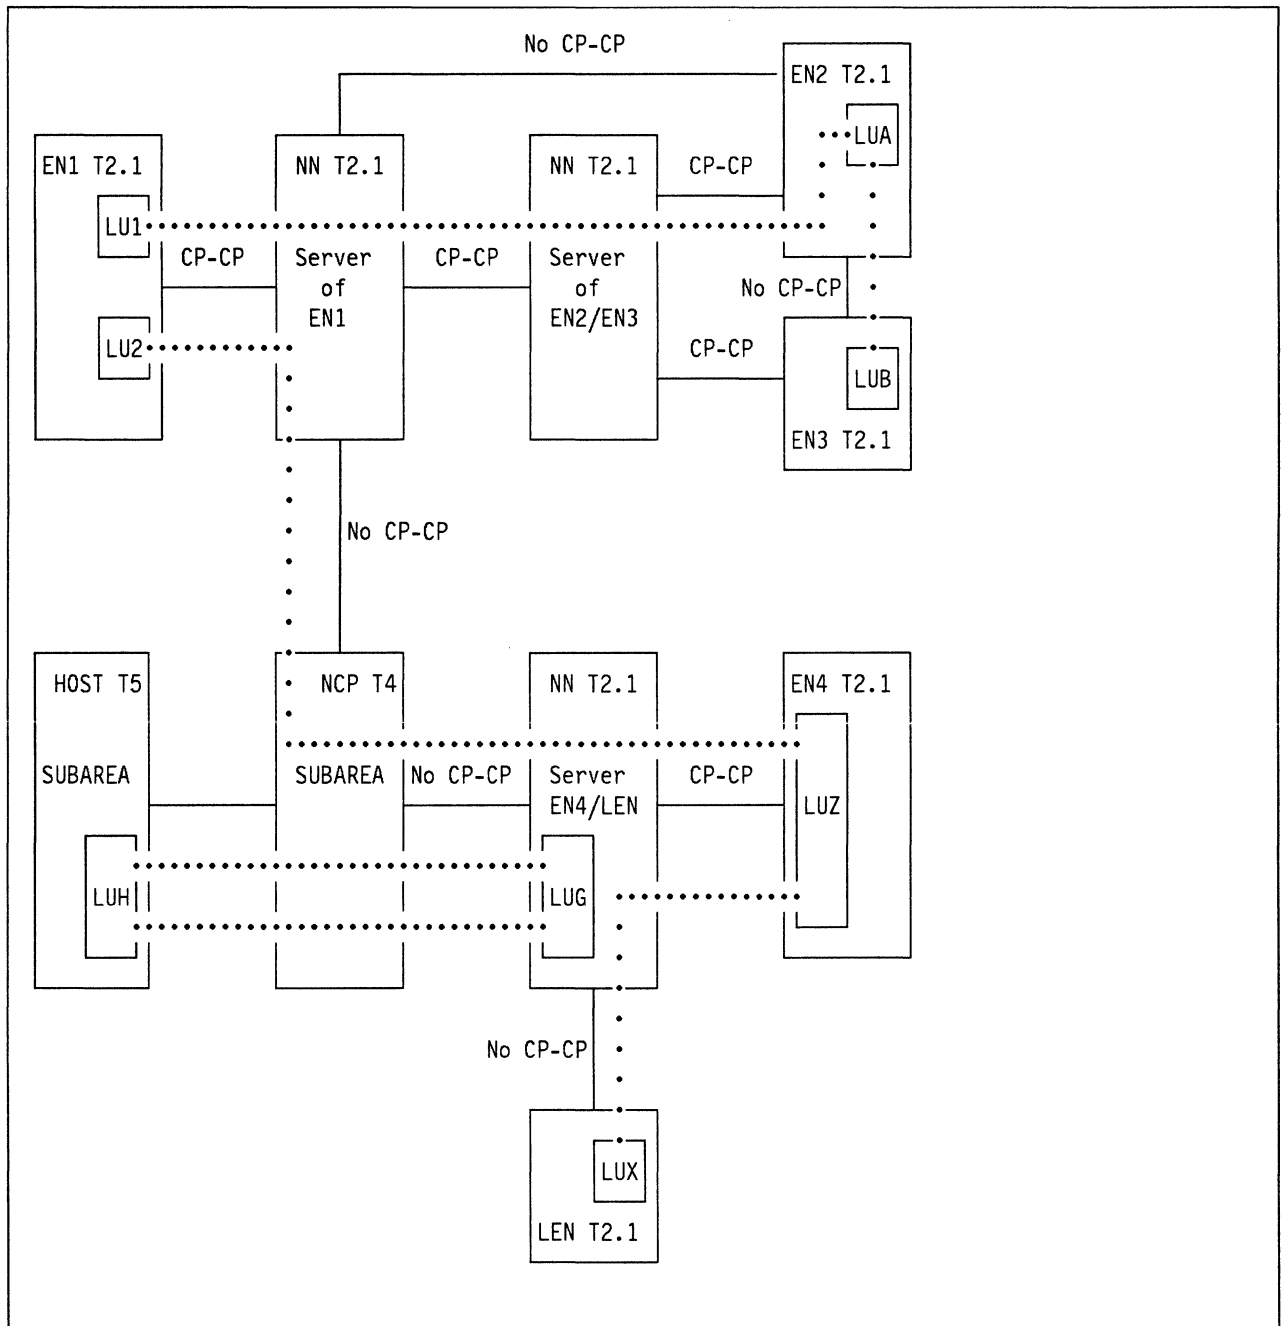 No CP-CP
EN2 T2.1
LUA
EN1 T2.1
NN T2.1
NN T2.1
CP-CP
LU1
CP-CP
Server
of
EN1
CP-CP
Server
of
EN2/EN3
No CP-CP
LU2
CP-CP
LUB
EN3 T2.1
No CP-CP
HOST T5
NCP T4
NN T2.1
EN4 T2.1
SUBAREA
SUBAREA
No CP-CP
Server
EN4/LEN
CP-CP
LUZ
LUH
LUG
No CP-CP
LUX
LEN T2.1